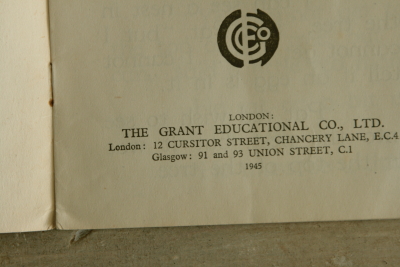 LONDON:
THE GRANT EDUCATIONAL CO., LTD.
London: 12 CURSITOR STREET, CHANCERY LANE, E.C.4
Glasgow: 91 and 93 UNION STREET, C.1
1945